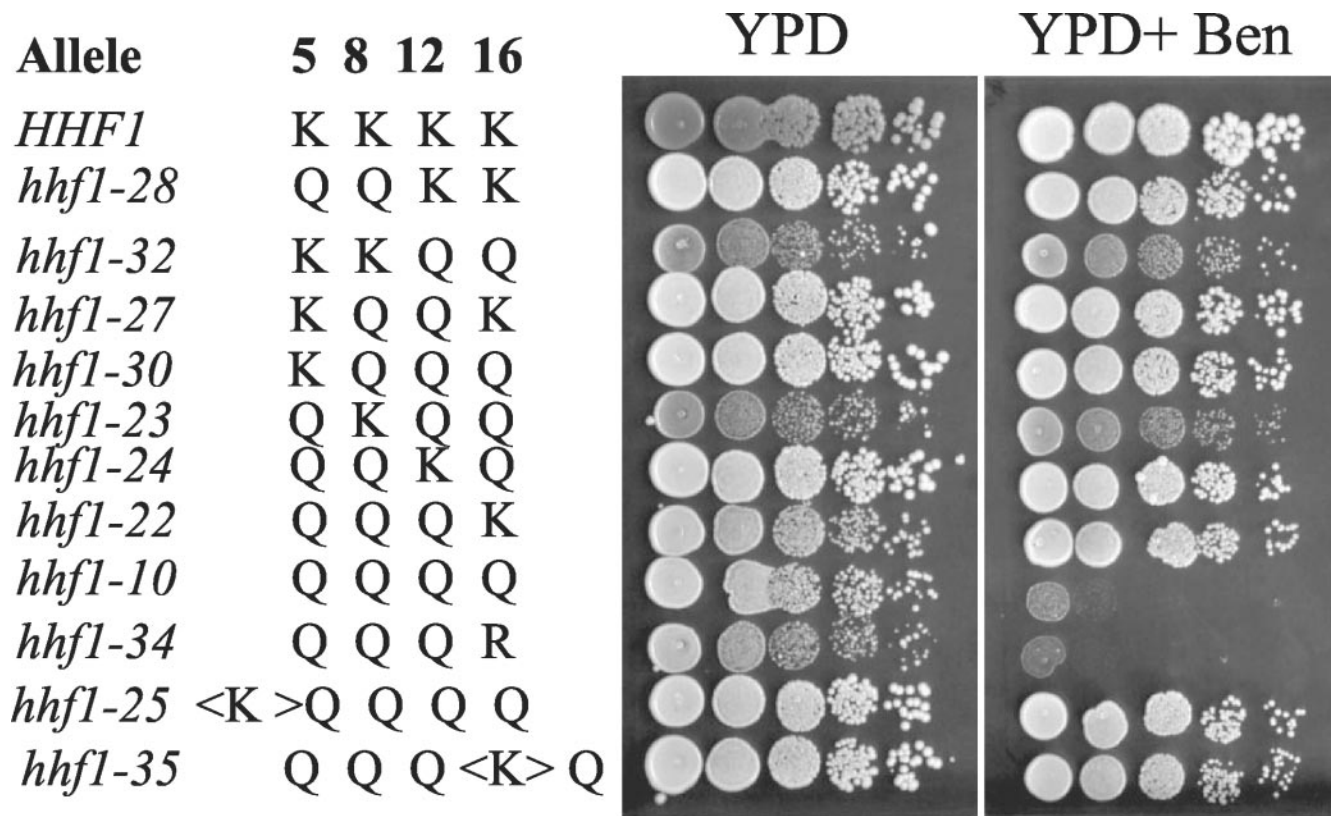 YPD YPD+ Ben
Allele 5 8 12 16
HHF1 K K K K
hhf1-28 Q Q K K
hhf1-32 K K Q Q
hhf1-27 K Q Q K
hhf1-30 K Q Q Q
hhf1-23 Q K Q Q
hhf1-24 Q Q K Q
hhf1-22 Q Q Q K
hhf1-10 Q Q Q Q
hhf1-34 Q Q Q R
hhf1-25 <K >Q Q Q Q
hhf1-35 Q Q Q <K> Q